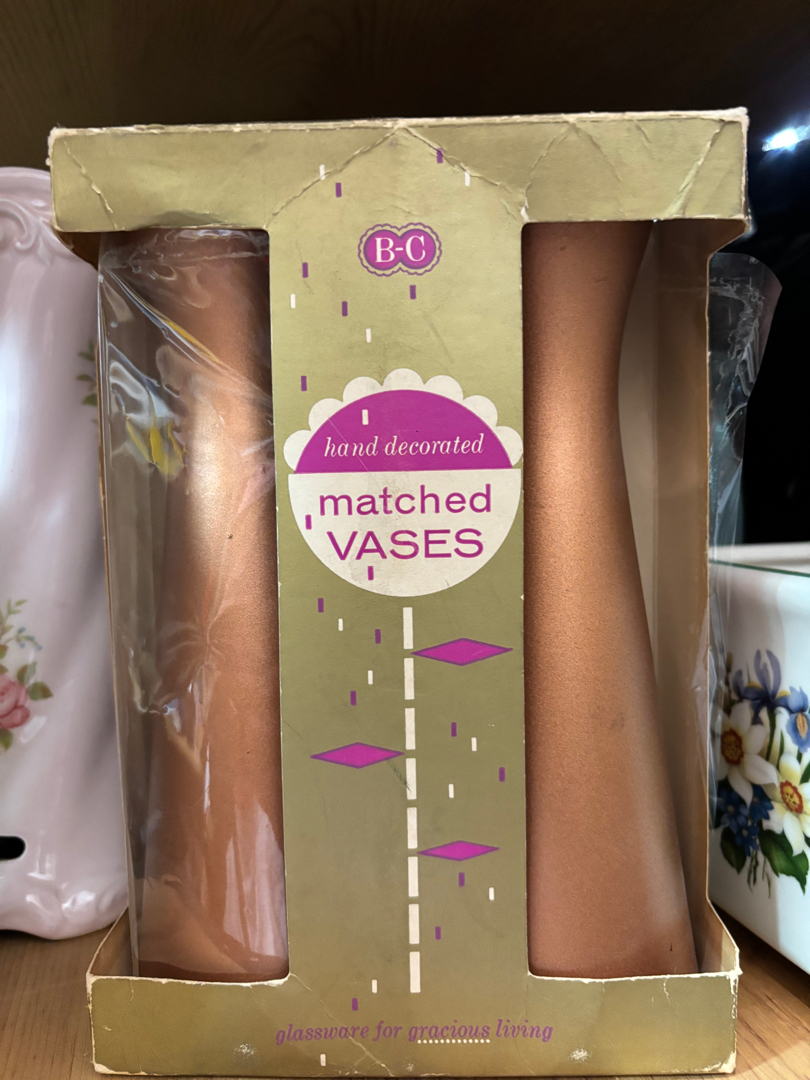 B-C
hand decorated
matched
VASES
glassware for gracious living